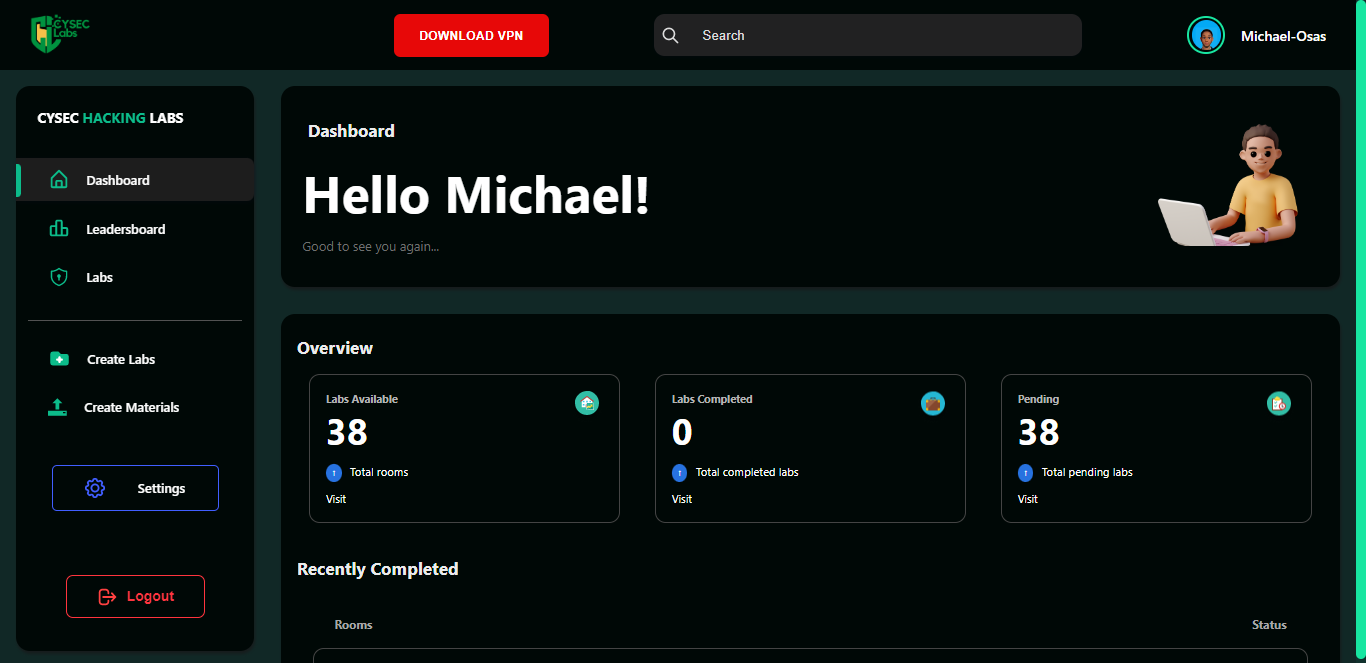 CYSEC
Labs
DOWNLOAD VPN
Search
Michael-Osas
CYSEC HACKING LABS
Dashboard
Leadersboard
Labs
Create Labs
Create Materials
Settings
Logout
Dashboard
Hello Michael!
Good to see you again...
Overview
Labs Available
38
Total rooms
Visit
Labs Completed
0
Total completed labs
Visit
Pending
38
Total pending labs
Visit
Recently Completed
Rooms Status